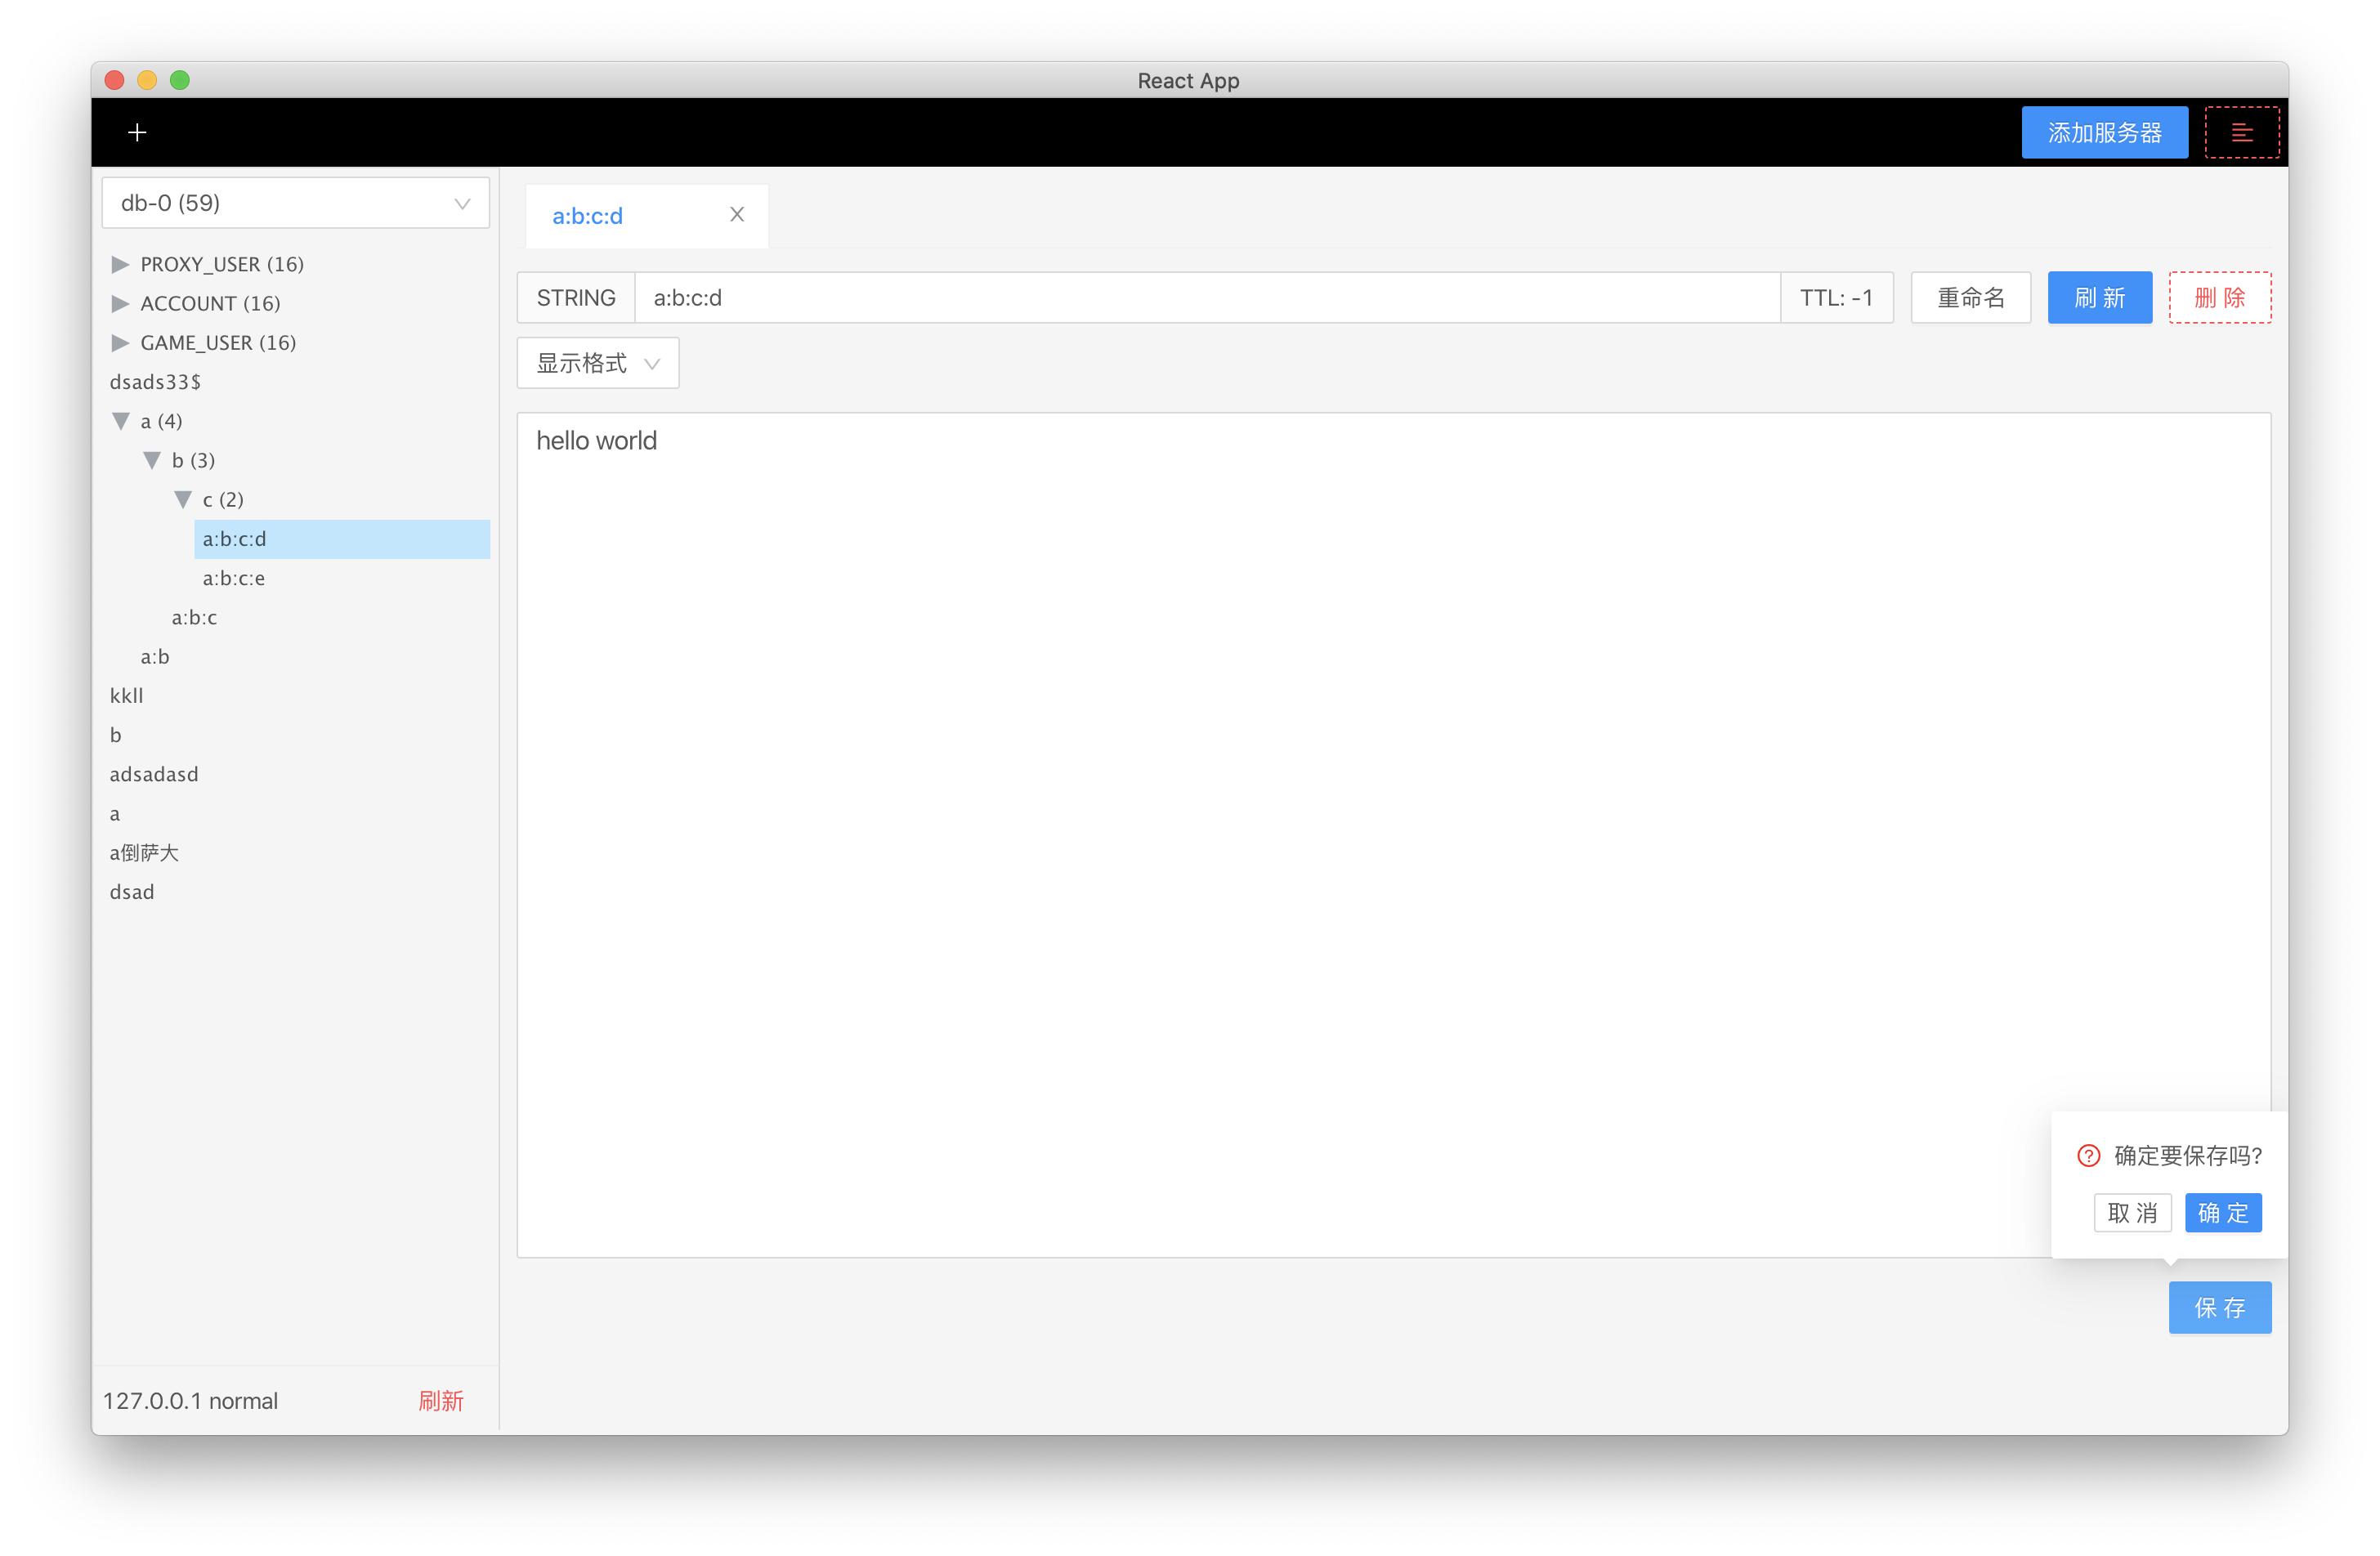 React App
添加服务器
db-0 (59)
PROXY_USER (16)
ACCOUNT (16)
GAME_USER (16)
dsads33$
a (4)
b (3)
c (2)
a:b:c:d
a:b:c:e
a:b:c
a:b
kkll
b
adsadasd
a
a倒萨大
dsad
127.0.0.1 normal 刷新
a:b:c:d
STRING a:b:c:d TTL: -1 重命名 刷新 删除
显示格式
hello world
确定要保存吗?
取消 确定
保存